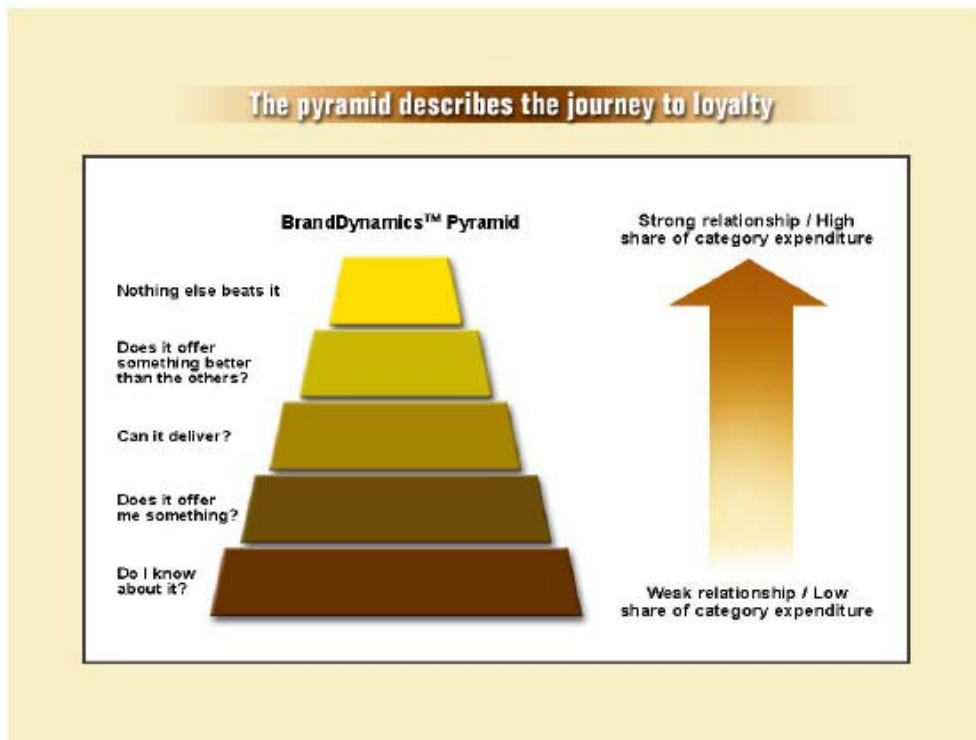 The pyramid describes the journey to loyalty
BrandDynamics™ Pyramid
Nothing else beats it
Does it offer
something better
than the others?
Can it deliver?
Does it offer
me something?
Do I know
about it?
Strong relationship / High
share of category expenditure
Weak relationship / Low
share of category expenditure